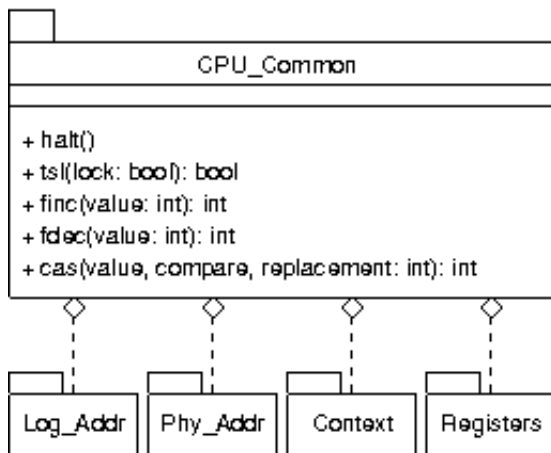 CPU_Common
+ halt()
+ tsl(lock: bool): bool
+ finc(value: int): int
+ fdec(value: int): int
+ cas(value, compare, replacement: int): int
Log_Addr Phy_Addr Context Registers